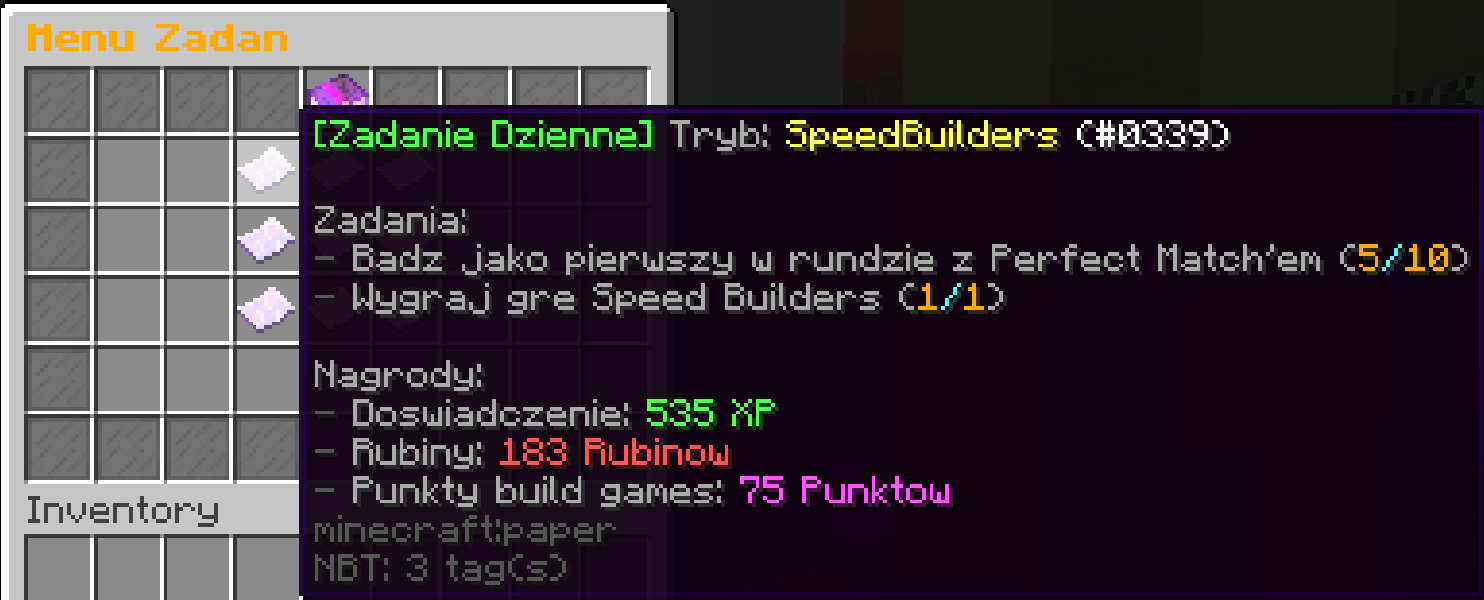 Menu Zadan
[Zadanie Dzienne] Tryb: SpeedBuilders (#0339)
Zadania:
- Badz jako pierwszy w rundzie z Perfect Match'em (5/10)
- Wygraj gre Speed Builders (1/1)
Nagrody:
- Doswiadczenie: 535 XP
- Rubiny: 183 Rubinow
- Punkty build games: 75 Punktow
minecraft:paper
NBT: 3 tag(s)
Inventory